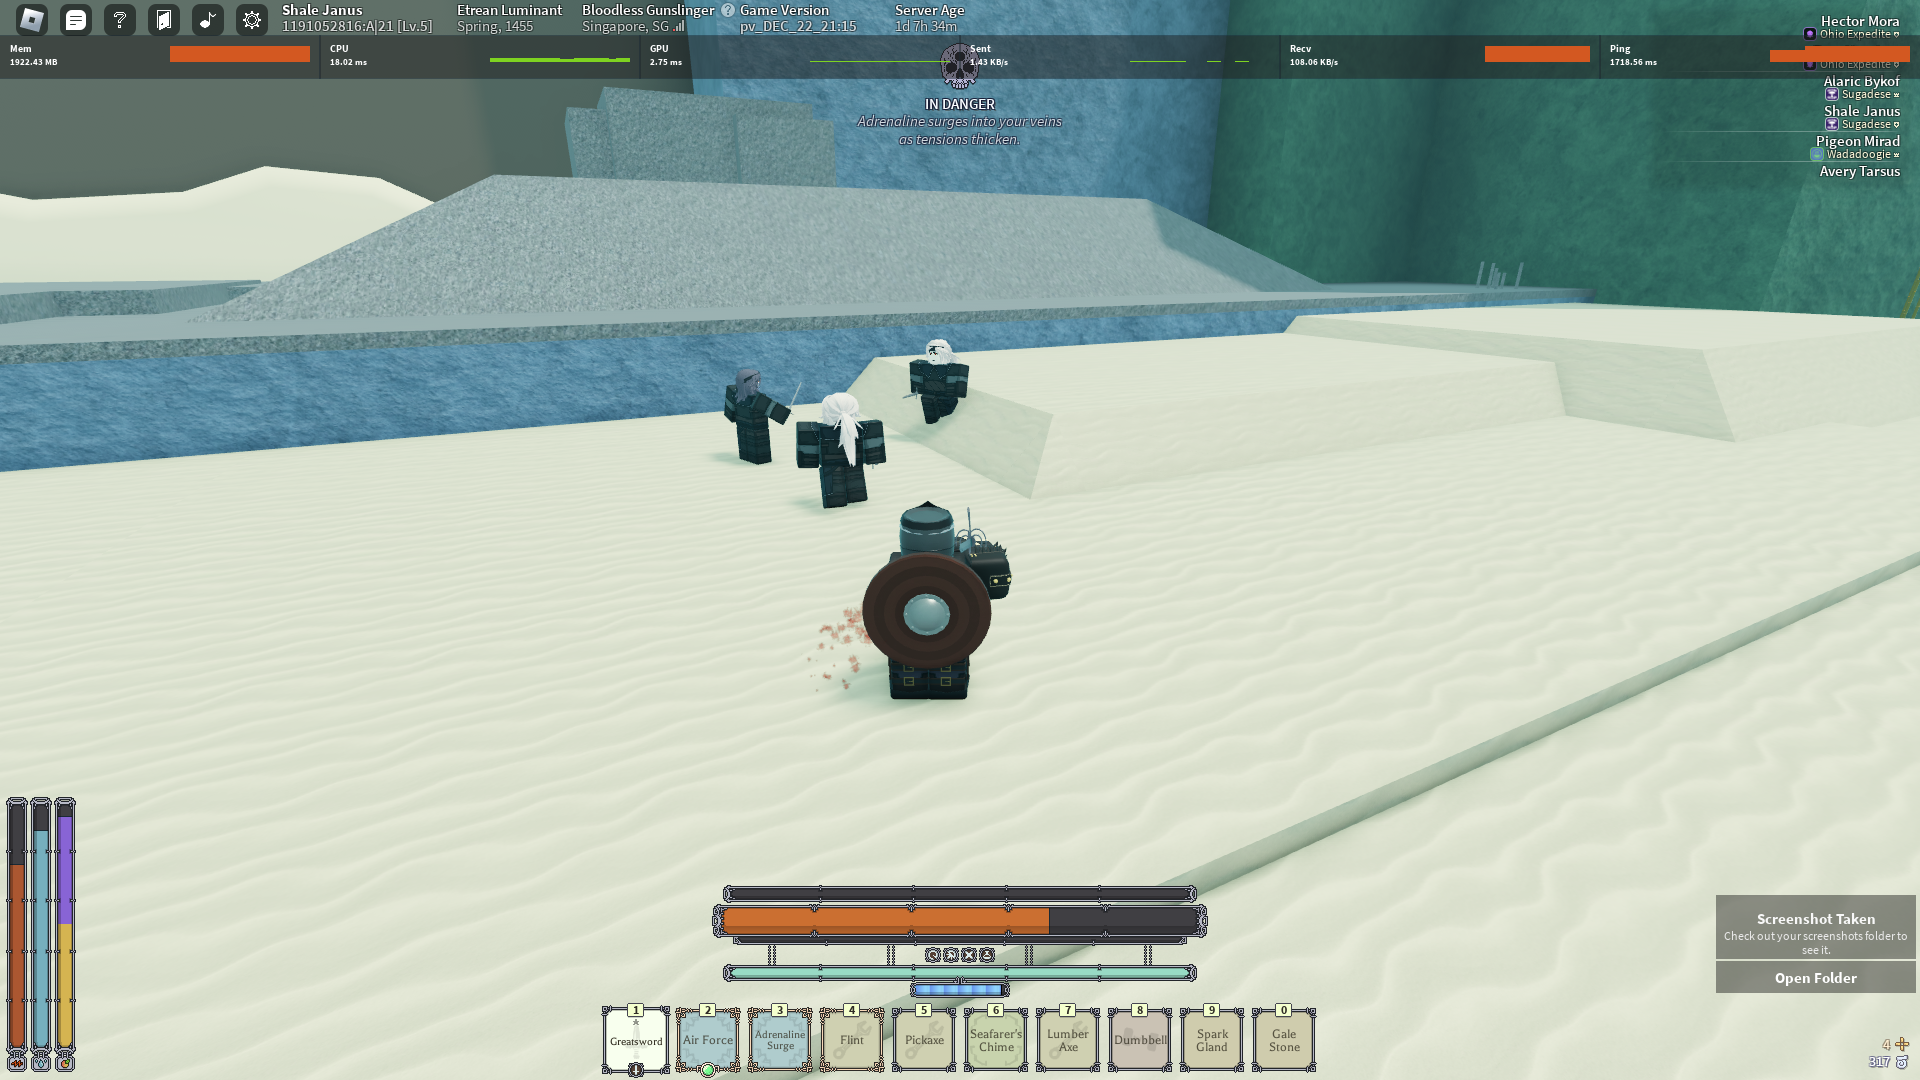 Shale Janus
1191052816:A|21 [Lv.5]
Etrean Luminant
Spring, 1455
Bloodless Gunslinger
Singapore, SG
Game Version
pv_DEC_22_21:15
Server Age
1d 7h 34m
Mem
1922.43 MB
CPU
18.02 ms
GPU
2.75 ms
Sent
1.43 KB/s
Recv
108.06 KB/s
Ping
1718.56 ms
Hector Mora
Ohio Expedite
Ohio Expedite
Alaric Bykof
Sugadese
Shale Janus
Sugadese
Pigeon Mirad
Wadadoogie
Avery Tarsus
IN DANGER
Adrenaline surges into your veins
as tensions thicken.
Screenshot Taken
Check out your screenshots folder to
see it.
Open Folder
1
Greatsword
2
Air Force
3
Adrenaline
Surge
4
Flint
5
Pickaxe
6
Seafarer's
Chime
7
Lumber
Axe
8
Dumbbell
9
Spark
Gland
0
Gale
Stone
4
317